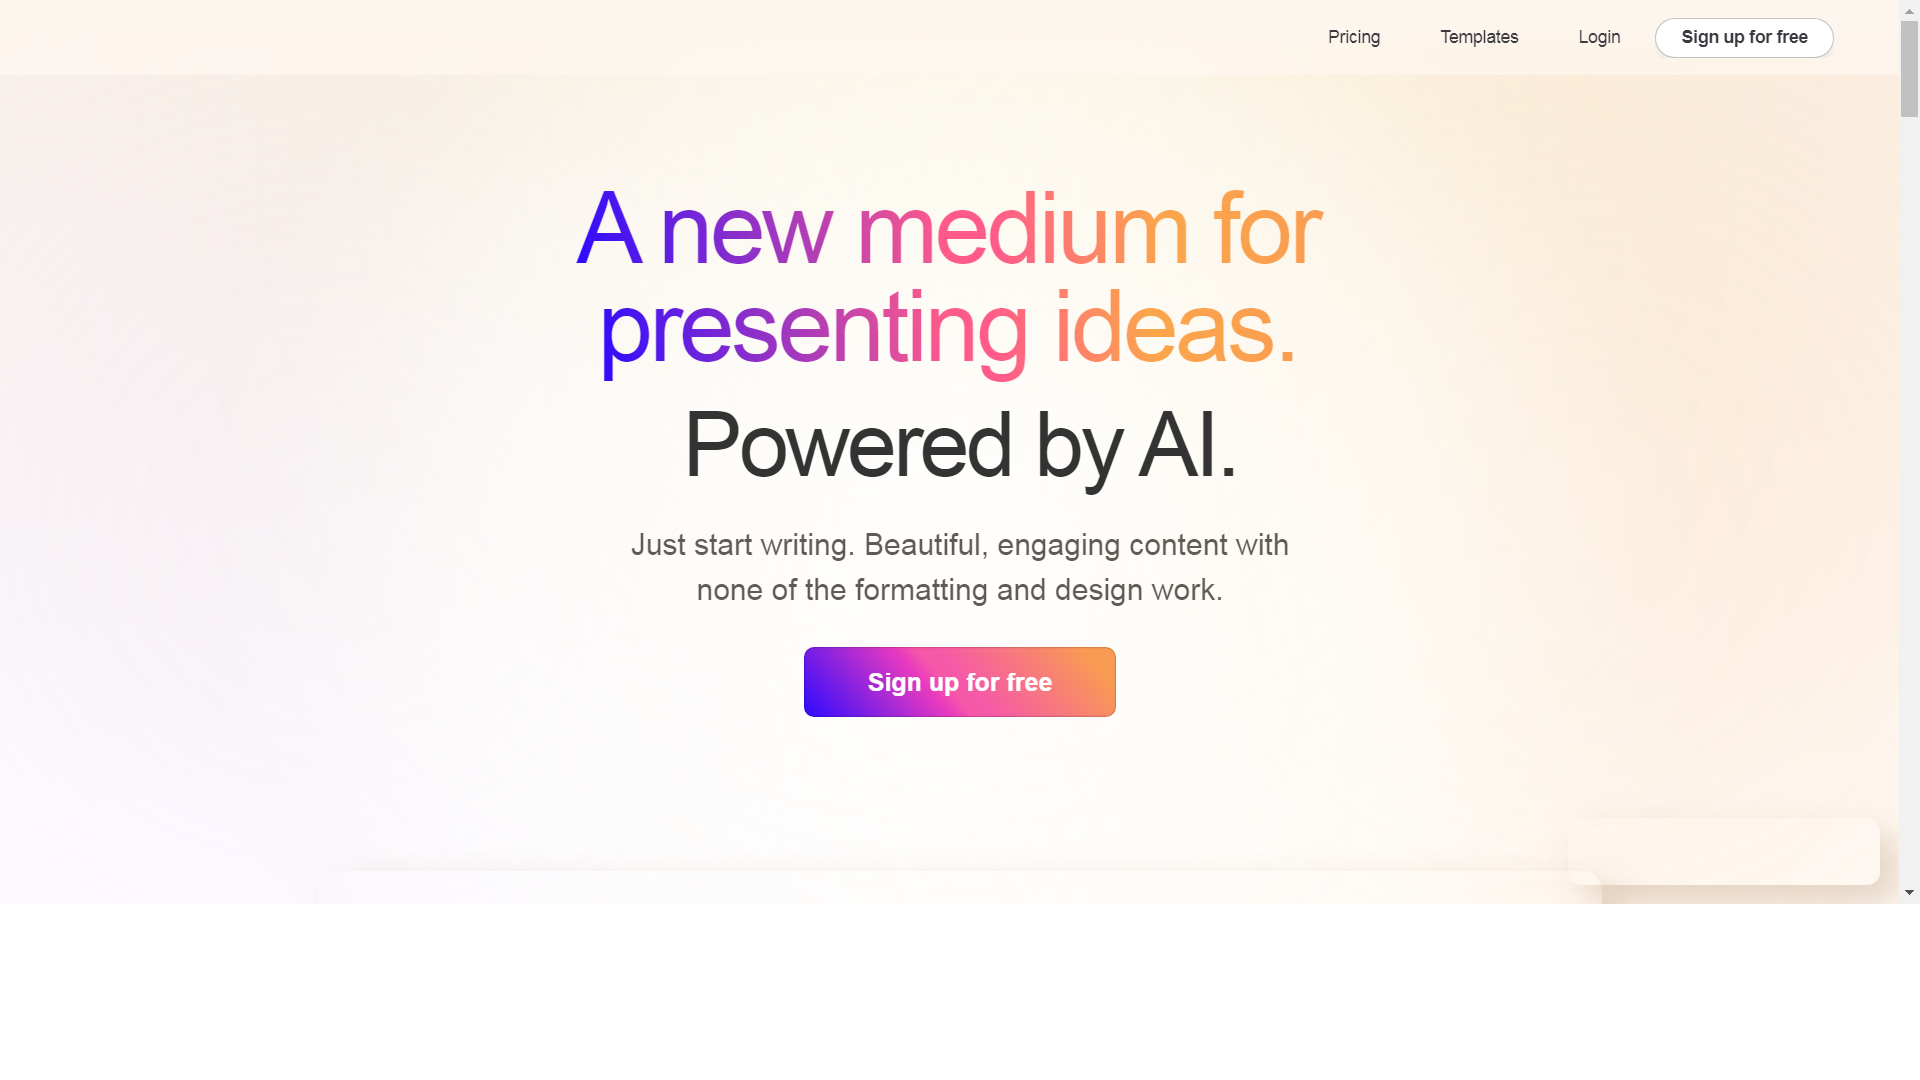 Pricing Templates Login Sign up for free
A new medium for
presenting ideas.
Powered by AI.
Just start writing. Beautiful, engaging content with
none of the formatting and design work.
Sign up for free